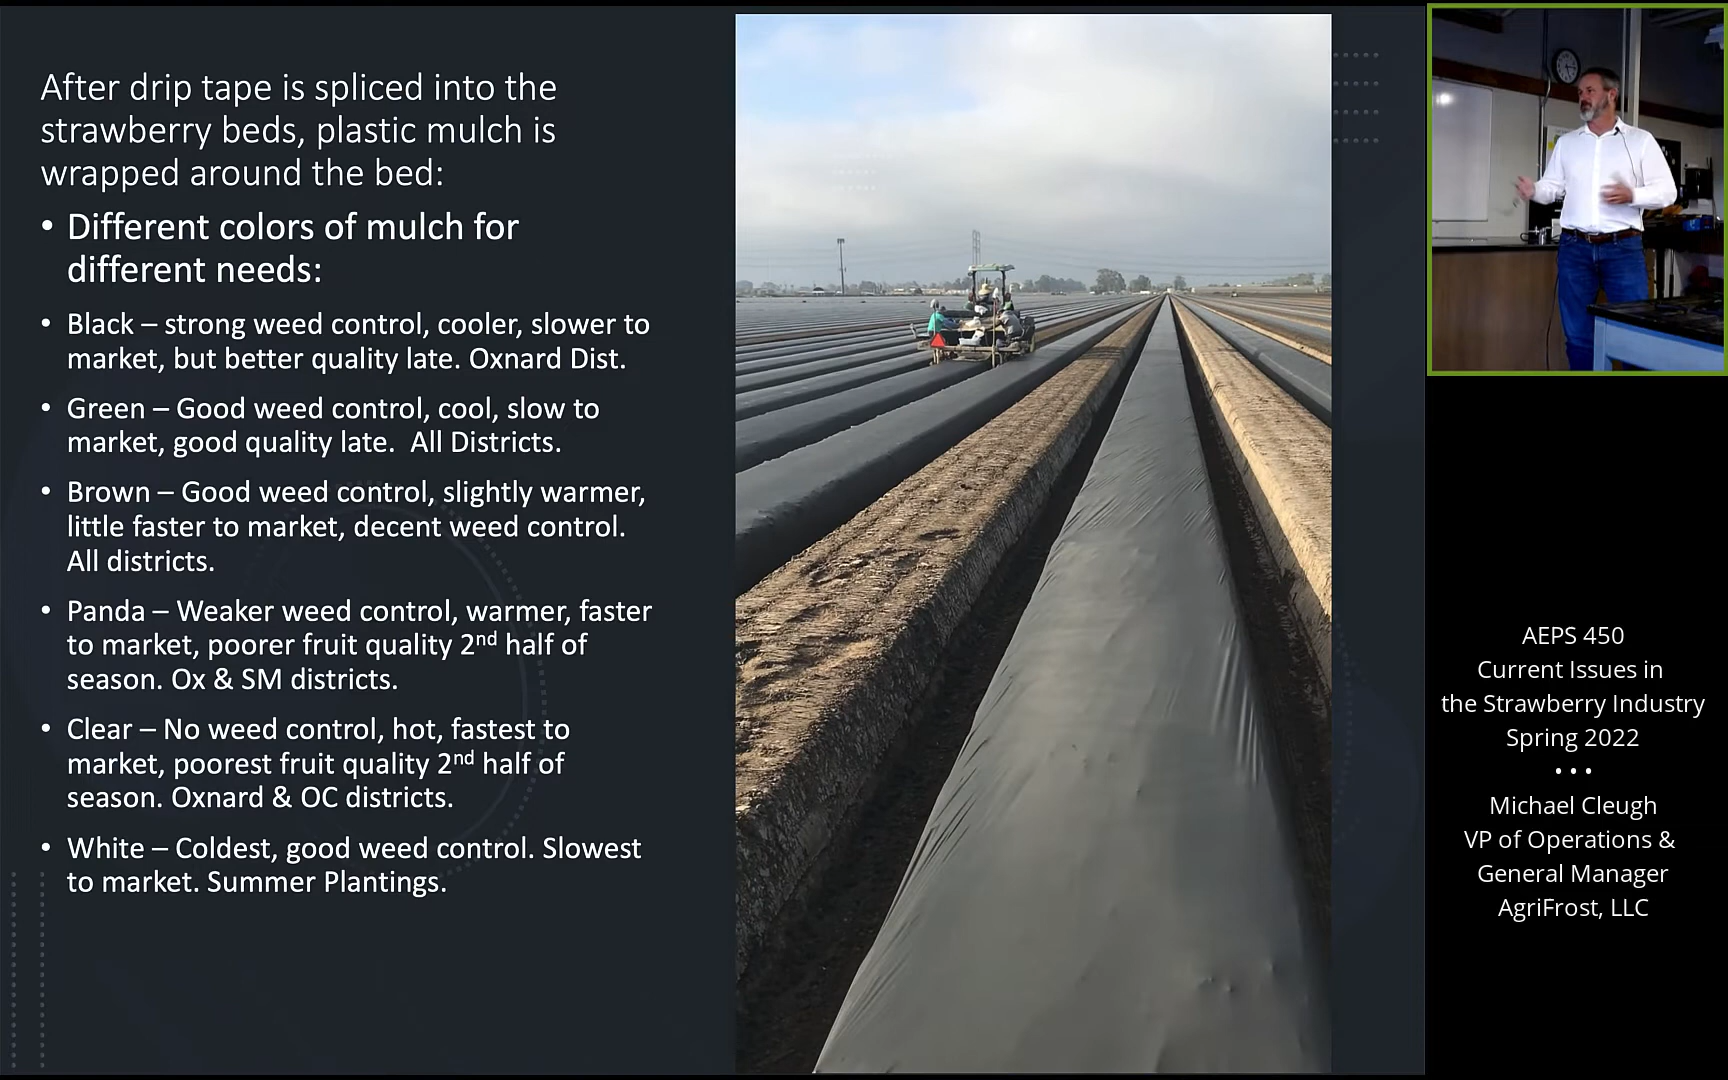 After drip tape is spliced into the
strawberry beds, plastic mulch is
wrapped around the bed:
• Different colors of mulch for
different needs:
• Black – strong weed control, cooler, slower to
market, but better quality late. Oxnard Dist.
• Green – Good weed control, cool, slow to
market, good quality late.  All Districts.
• Brown – Good weed control, slightly warmer,
little faster to market, decent weed control.
All districts.
• Panda – Weaker weed control, warmer, faster
to market, poorer fruit quality 2nd half of
season. Ox & SM districts.
• Clear – No weed control, hot, fastest to
market, poorest fruit quality 2nd half of
season. Oxnard & OC districts.
• White – Coldest, good weed control. Slowest
to market. Summer Plantings.
AEPS 450
Current Issues in
the Strawberry Industry
Spring 2022
• • •
Michael Cleugh
VP of Operations &
General Manager
AgriFrost, LLC